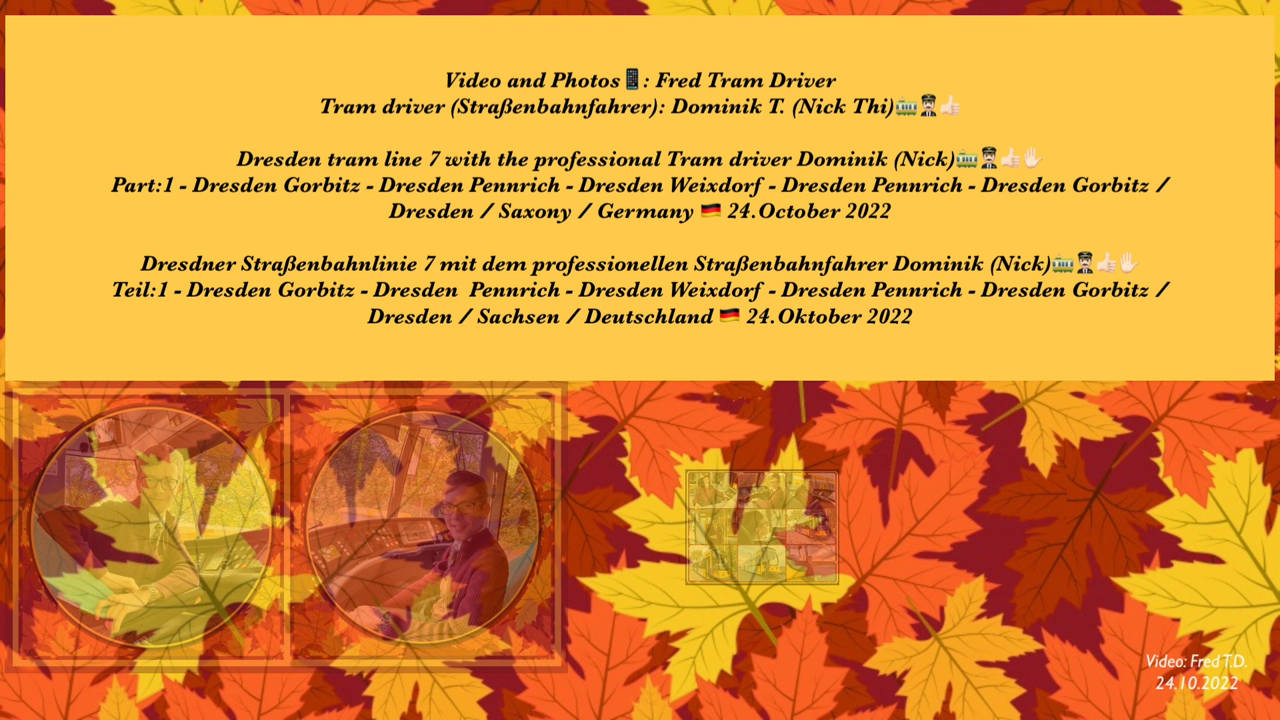 Video and Photos📱: Fred Tram Driver
Tram driver (Straßenbahnfahrer): Dominik T. (Nick Thi)🚋👨🏻‍✈️👍🏻
Dresden tram line 7 with the professional Tram driver Dominik (Nick)🚋👨🏻‍✈️👍🏻🖐🏻
Part:1 - Dresden Gorbitz - Dresden Pennrich - Dresden Weixdorf - Dresden Pennrich - Dresden Gorbitz /
Dresden / Saxony / Germany 🇩🇪 24.October 2022
Dresdner Straßenbahnlinie 7 mit dem professionellen Straßenbahnfahrer Dominik (Nick)🚋👨🏻‍✈️👍🏻🖐🏻
Teil:1 - Dresden Gorbitz - Dresden  Pennrich - Dresden Weixdorf - Dresden Pennrich - Dresden Gorbitz /
Dresden / Sachsen / Deutschland 🇩🇪 24.Oktober 2022
Video: Fred T.D.
24.10.2022